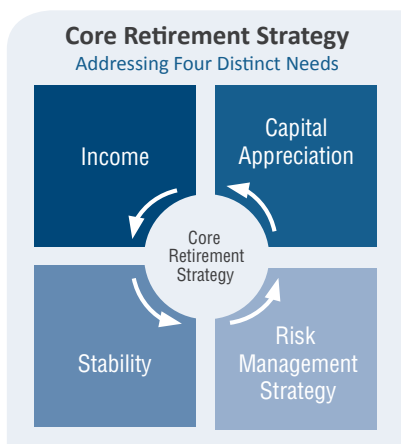 Core Retirement Strategy
Addressing Four Distinct Needs
Income
Capital
Appreciation
Core
Retirement
Strategy
Stability
Risk
Management
Strategy